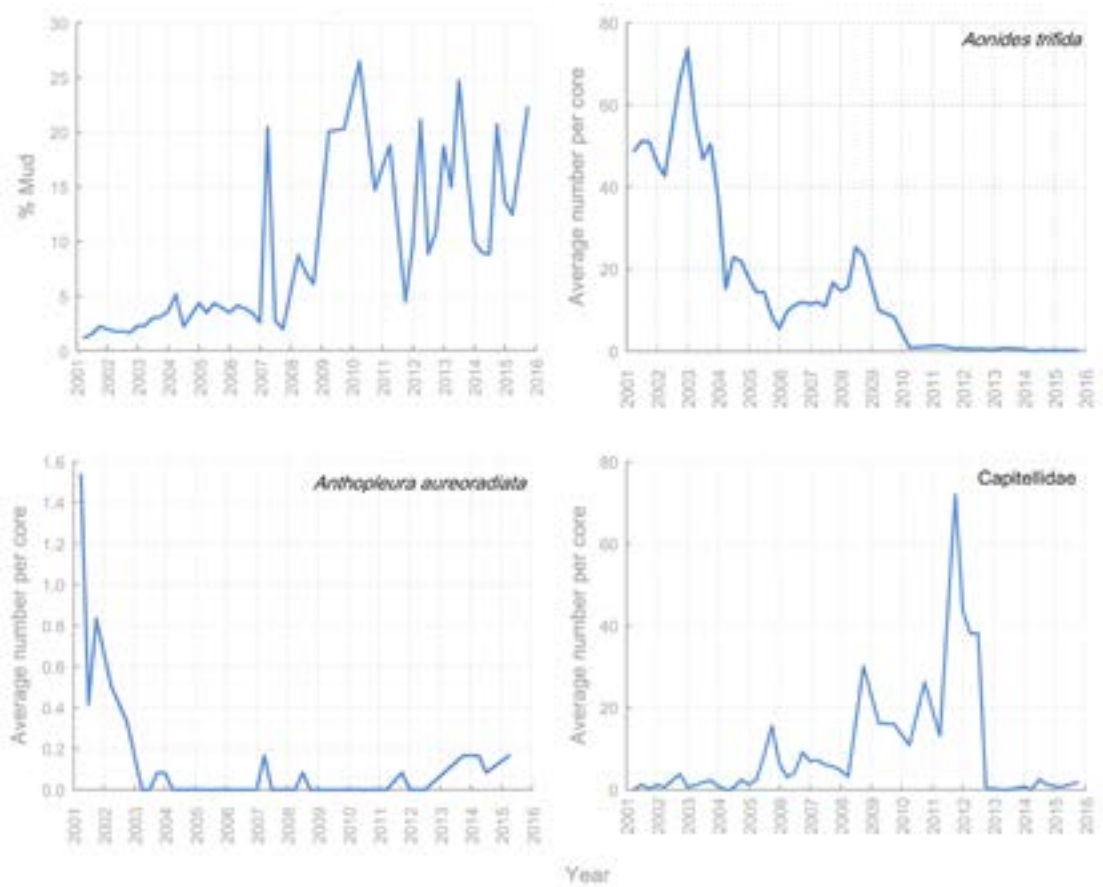 % Mud
30
25
20
15
10
5
0
2001 2002 2003 2004 2005 2006 2007 2008 2009 2010 2011 2012 2013 2014 2015 2016
Aonides trifida
Average number per core
80
60
40
20
0
2001 2002 2003 2004 2005 2006 2007 2008 2029 2010 2011 2012 2013 2014 2015 2016
Anthopleura aureoradiata
Average number per core
1.6
1.4
1.2
1.0
0.8
0.6
0.4
0.2
0.0
2001 2002 2003 2004 2005 2006 2007 2008 2009 2010 2011 2012 2013 2014 2015 2016
Capitellidae
Average number per core
80
60
40
20
0
2001 2002 2003 2004 2005 2006 2007 2008 2009 2010 2011 2012 2013 2014 2015 2016
Year